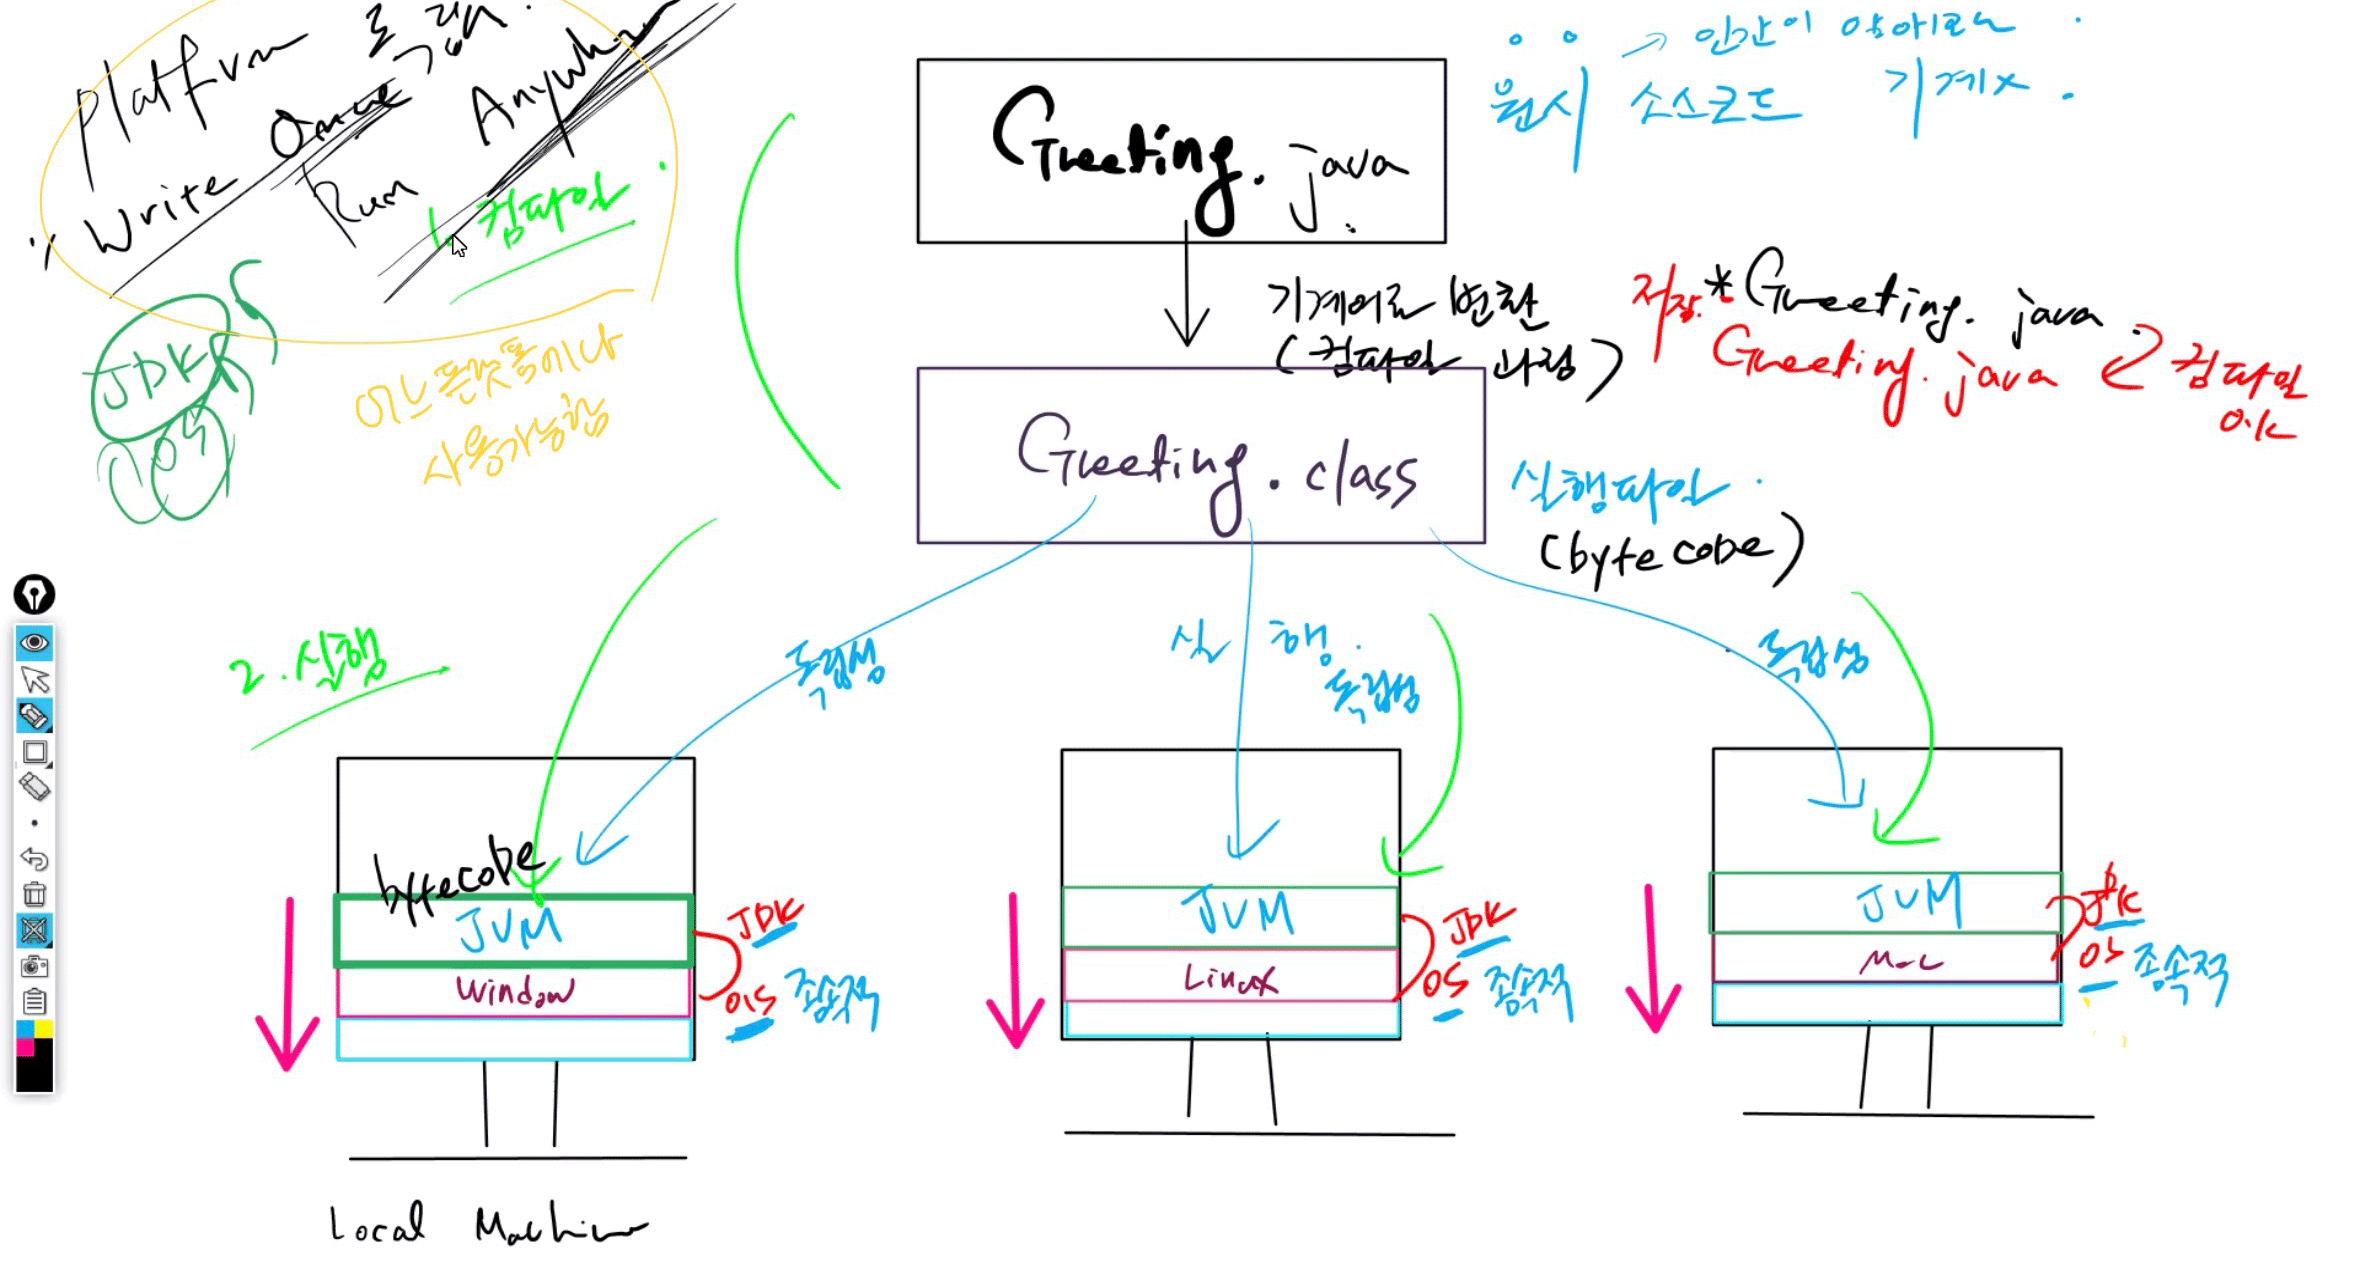 Platform 독립
Write Once
Run Anywhere
↳ 컴파일
JDK
OS
어느 플랫폼이나
사용가능함
Greeting.java
원시 소스코드
→ 인간이 알아보는
기계 x
기계어로 변환
(컴파일 과정)
저장. *Greeting.java
Greeting.java
컴파일
O.K
Greeting.class
실행파일
(bytecode)
2. 실행
독립성
실행.
독립성
독립성
bytecode
JVM
Window
JDK
OS 종속적
JVM
Linux
JDK
OS 종속적
JVM
Mac
JDK
OS 종속적
Local Machine